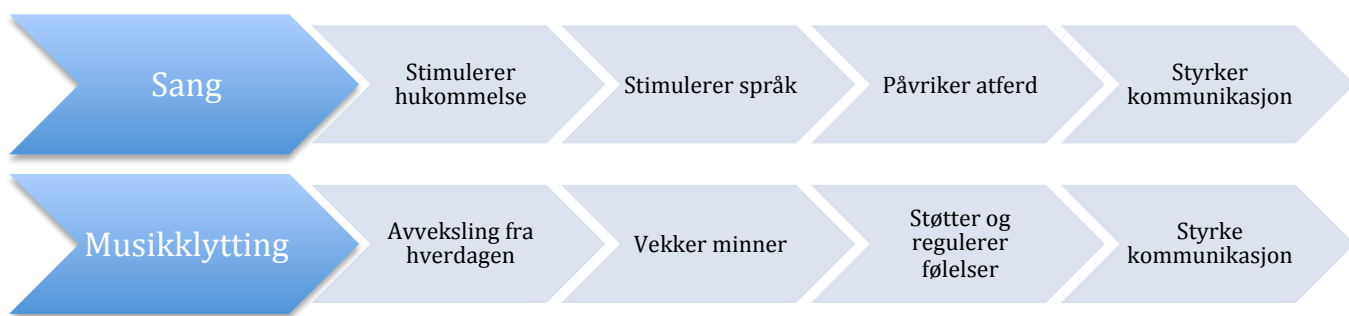 Sang
Stimulerer
hukommelse
Stimulerer språk
Påvriker atferd
Styrker
kommunikasjon
Musikklytting
Avveksling fra
hverdagen
Vekker minner
Støtter og
regulerer
følelser
Styrke
kommunikasjon